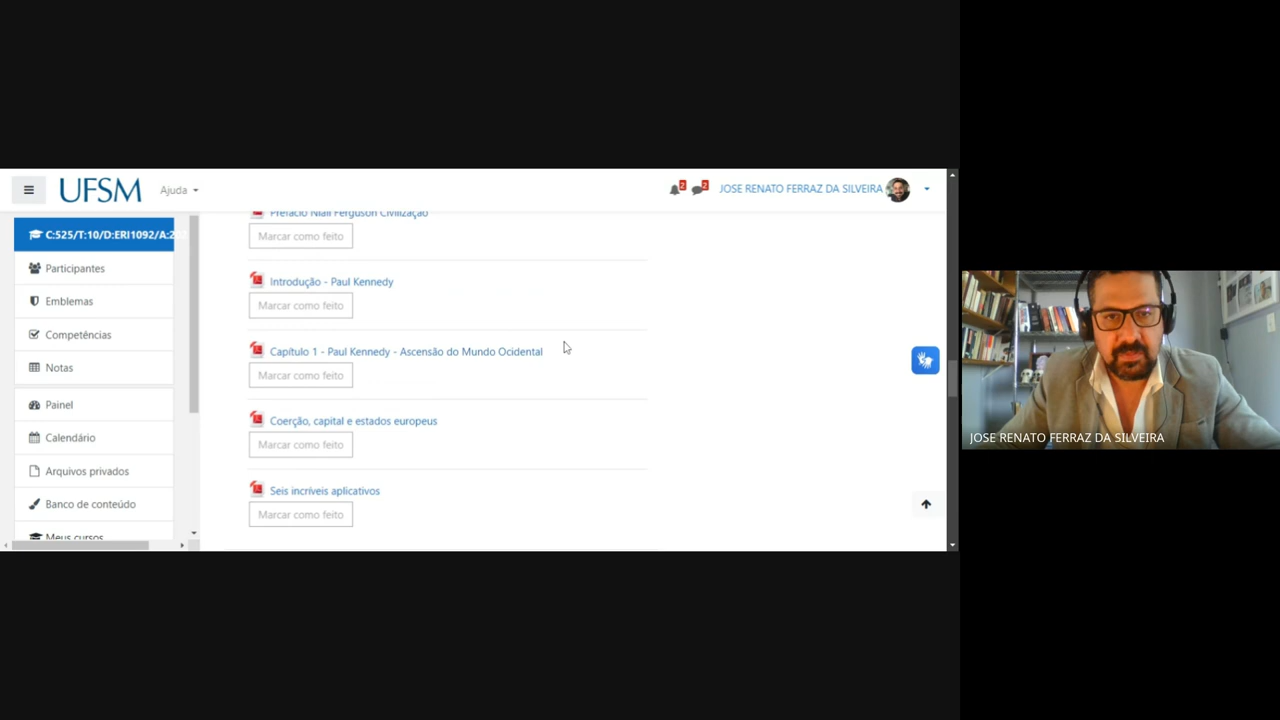 UFSM
Ajuda
2
2
JOSE RENATO FERRAZ DA SILVEIRA
C:525/T:10/D:ERI1092/A:2
Participantes
Emblemas
Competências
Notas
Painel
Calendário
Arquivos privados
Banco de conteúdo
Meus cursos
Prefácio Niall Ferguson Civilização
Marcar como feito
Introdução - Paul Kennedy
Marcar como feito
Capítulo 1 - Paul Kennedy - Ascensão do Mundo Ocidental
Marcar como feito
Coerção, capital e estados europeus
Marcar como feito
Seis incríveis aplicativos
Marcar como feito
JOSE RENATO FERRAZ DA SILVEIRA